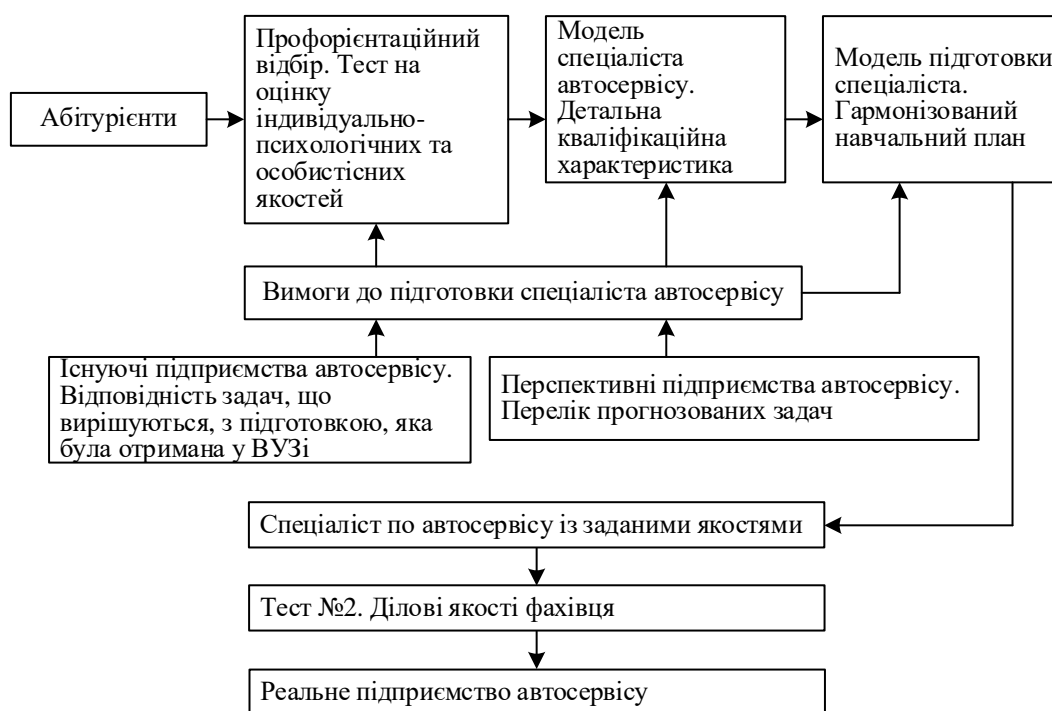 Абітурієнти
Профорієнтаційний
відбір. Тест на
оцінку
індивідуально-
психологічних та
особистісних
якостей
Модель
спеціаліста
автосервісу.
Детальна
кваліфікаційна
характеристика
Модель підготовки
спеціаліста.
Гармонізований
навчальний план
Вимоги до підготовки спеціаліста автосервісу
Існуючі підприємства автосервісу.
Відповідність задач, що
вирішуються, з підготовкою, яка
була отримана у ВУЗі
Перспективні підприємства автосервісу.
Перелік прогнозованих задач
Спеціаліст по автосервісу із заданими якостями
Тест №2. Ділові якості фахівця
Реальне підприємство автосервісу